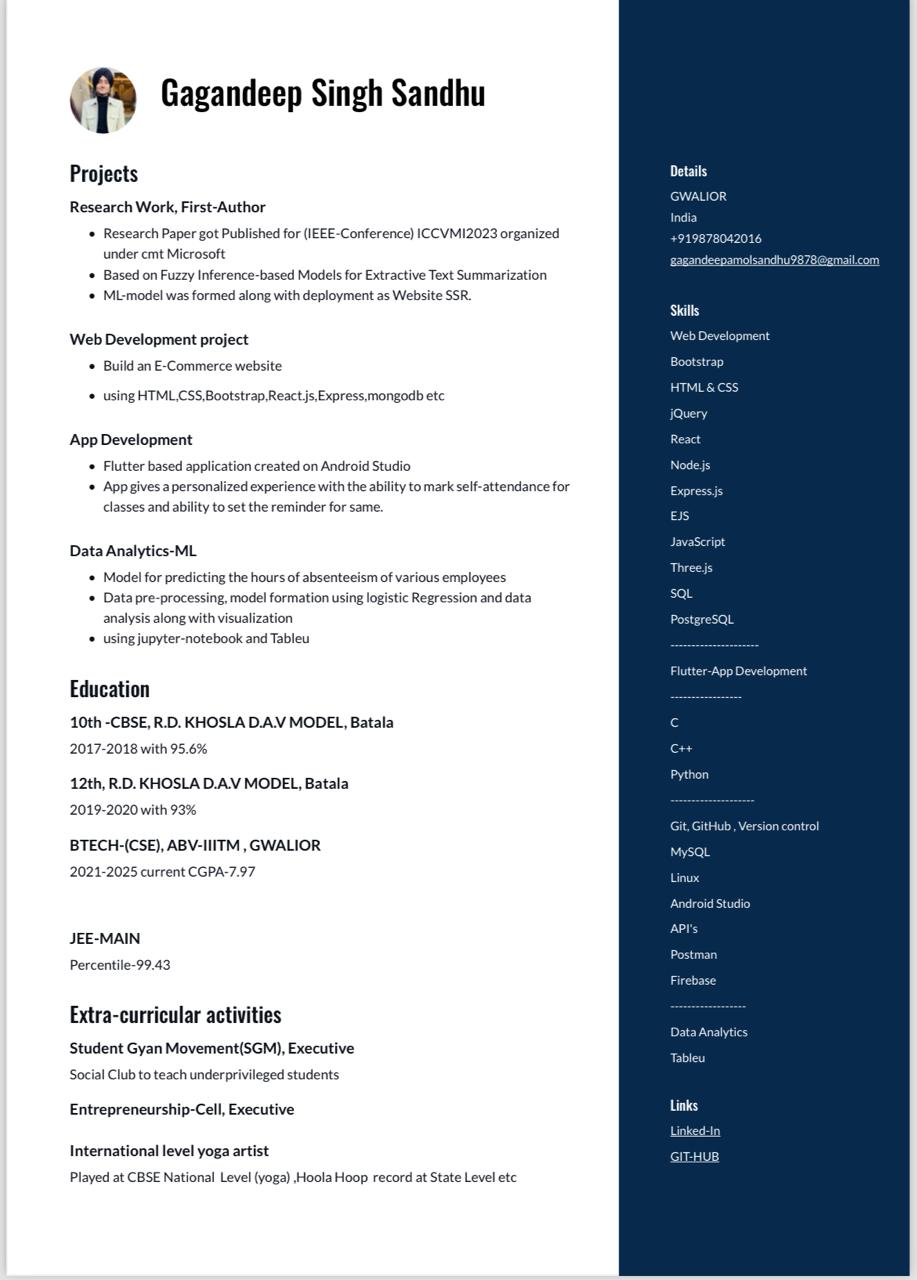 Gagandeep Singh Sandhu
Projects
Research Work, First-Author
• Research Paper got Published for (IEEE-Conference) ICCVMI2023 organized
under cmt Microsoft
• Based on Fuzzy Inference-based Models for Extractive Text Summarization
• ML-model was formed along with deployment as Website SSR.
Web Development project
• Build an E-Commerce website
• using HTML,CSS,Bootstrap,React.js,Express,mongodb etc
App Development
• Flutter based application created on Android Studio
• App gives a personalized experience with the ability to mark self-attendance for
classes and ability to set the reminder for same.
Data Analytics-ML
• Model for predicting the hours of absenteeism of various employees
• Data pre-processing, model formation using logistic Regression and data
analysis along with visualization
• using jupyter-notebook and Tableu
Education
10th -CBSE, R.D. KHOSLA D.A.V MODEL, Batala
2017-2018 with 95.6%
12th, R.D. KHOSLA D.A.V MODEL, Batala
2019-2020 with 93%
BTECH-(CSE), ABV-IIITM , GWALIOR
2021-2025 current CGPA-7.97
JEE-MAIN
Percentile-99.43
Extra-curricular activities
Student Gyan Movement(SGM), Executive
Social Club to teach underprivileged students
Entrepreneurship-Cell, Executive
International level yoga artist
Played at CBSE National Level (yoga) ,Hoola Hoop record at State Level etc
Details
GWALIOR
India
+919878042016
gagandeepamolsandhu9878@gmail.com
Skills
Web Development
Bootstrap
HTML & CSS
jQuery
React
Node.js
Express.js
EJS
JavaScript
Three.js
SQL
PostgreSQL
---------------------
Flutter-App Development
-----------------
C
C++
Python
--------------------
Git, GitHub , Version control
MySQL
Linux
Android Studio
API's
Postman
Firebase
------------------
Data Analytics
Tableu
Links
Linked-In
GIT-HUB